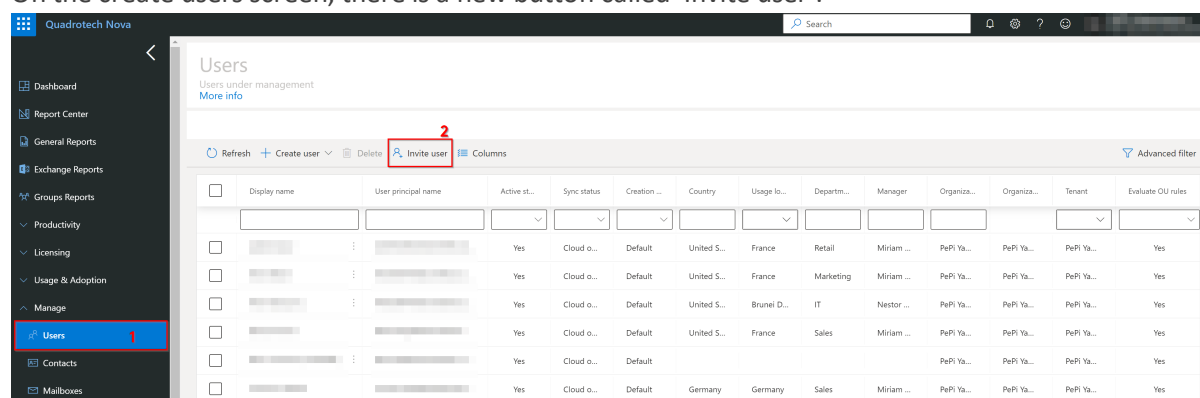 On the create users screen, there is a new button called 'Invite user'.
Quadrotech Nova
Search
?
Dashboard
Report Center
General Reports
Exchange Reports
Groups Reports
Productivity
Licensing
Usage & Adoption
Manage
Users 1
Contacts
Mailboxes
Users
Users under management
More info
2
Refresh Create user Delete Invite user Columns Advanced filter
Display name User principal name Active st... Sync status Creation ... Country Usage lo... Departm... Manager Organiza... Organiza... Tenant Evaluate OU rules
Yes Cloud o... Default United S... France Retail Miriam ... PePi Ya... PePi Ya... PePi Ya... Yes
Yes Cloud o... Default United S... France Marketing Miriam ... PePi Ya... PePi Ya... PePi Ya... Yes
Yes Cloud o... Default United S... Brunei D... IT Nestor ... PePi Ya... PePi Ya... PePi Ya... Yes
Yes Cloud o... Default United S... France Sales Miriam ... PePi Ya... PePi Ya... PePi Ya... Yes
Yes Cloud o... Default PePi Ya... PePi Ya... PePi Ya... Yes
Yes Cloud o... Default Germany Germany Sales Miriam ... PePi Ya... PePi Ya... PePi Ya... Yes